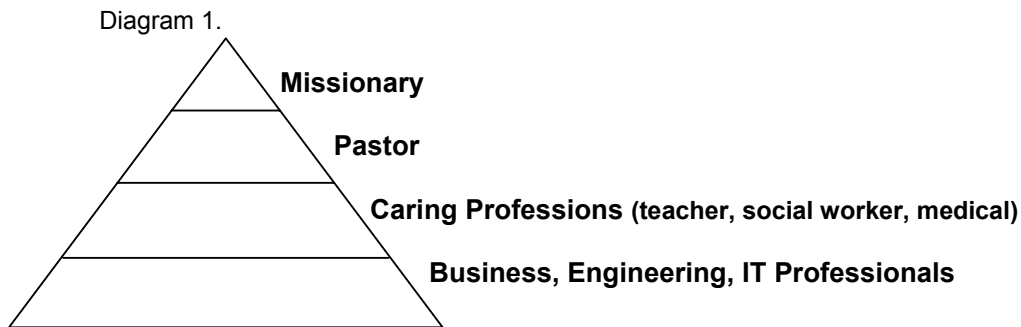 Diagram 1.
Missionary
Pastor
Caring Professions (teacher, social worker, medical)
Business, Engineering, IT Professionals